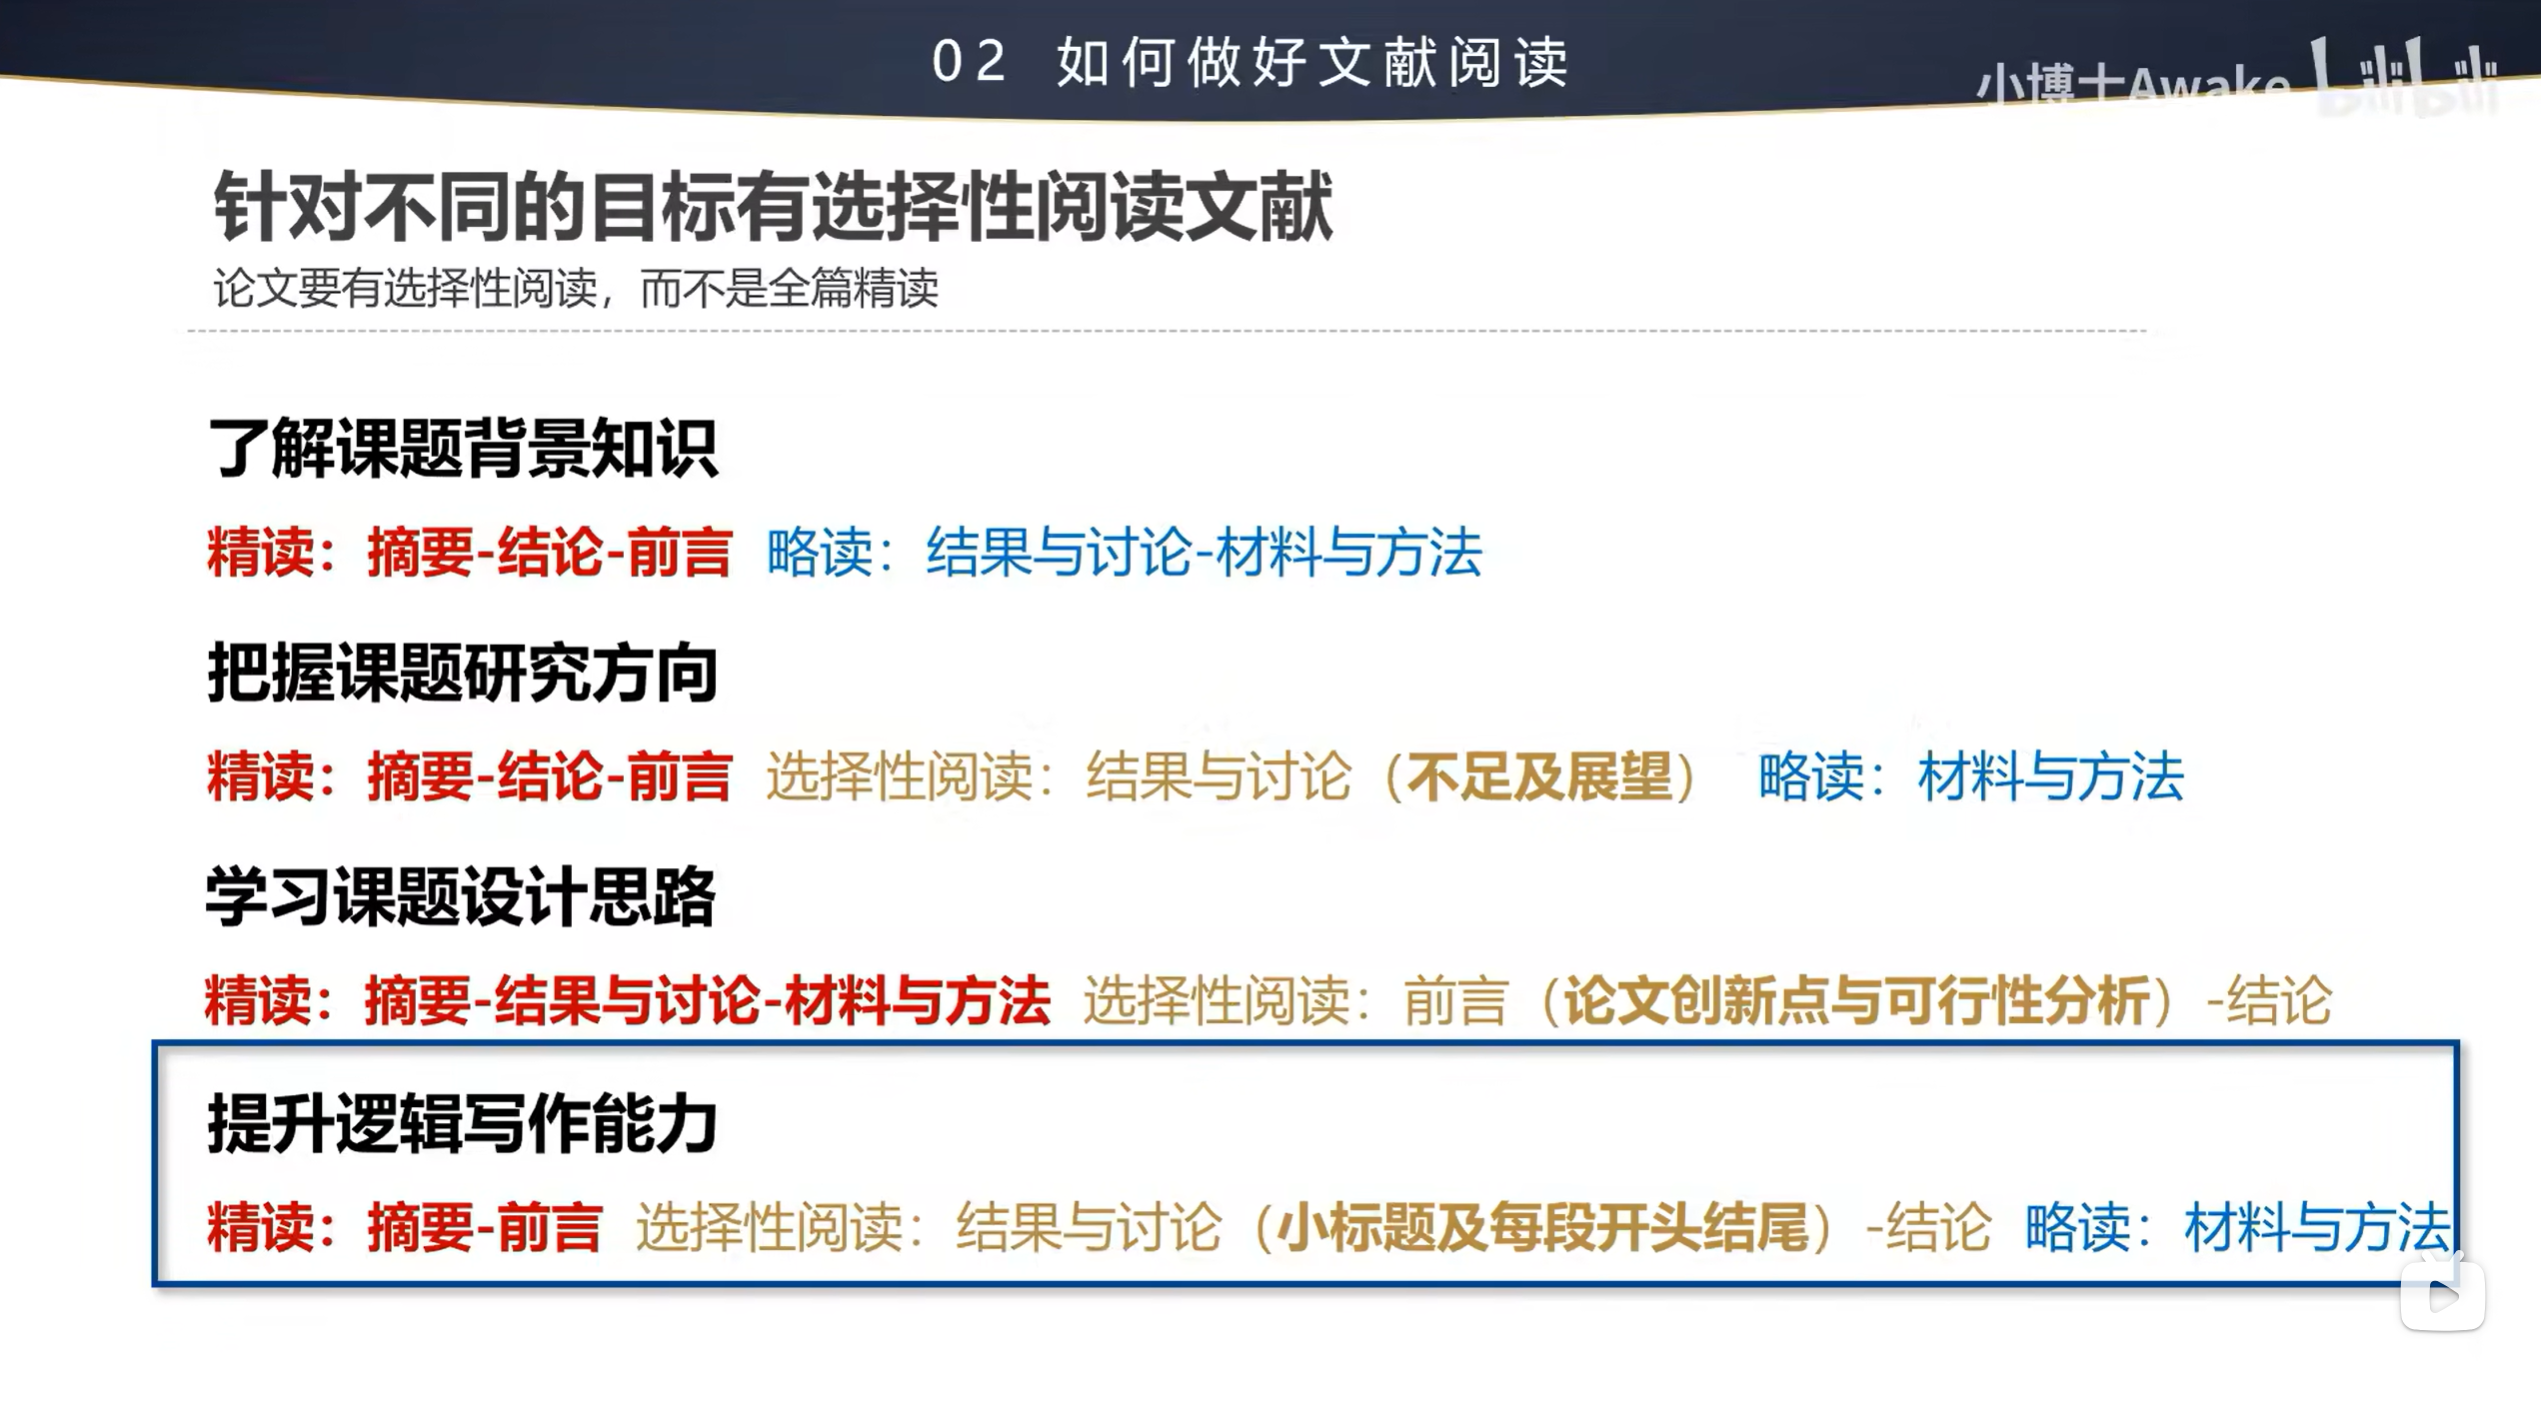 02 如何做好文献阅读
小博士Awake bilibili
针对不同的目标有选择性阅读文献
论文要有选择性阅读，而不是全篇精读
了解课题背景知识
精读：摘要-结论-前言 略读：结果与讨论-材料与方法
把握课题研究方向
精读：摘要-结论-前言 选择性阅读：结果与讨论（不足及展望） 略读：材料与方法
学习课题设计思路
精读：摘要-结果与讨论-材料与方法 选择性阅读：前言（论文创新点与可行性分析）-结论
提升逻辑写作能力
精读：摘要-前言 选择性阅读：结果与讨论（小标题及每段开头结尾）-结论 略读：材料与方法